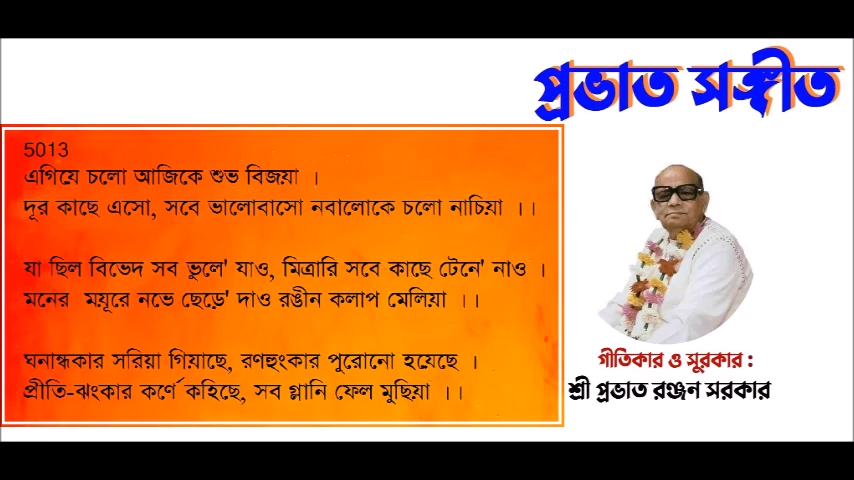 প্রভাত সঙ্গীত
5013
এগিয়ে চলো আজিকে শুভ বিজয়া ।
দূর কাছে এসো, সবে ভালোবাসো নবালোকে চলো নাচিয়া ।।
যা ছিল বিভেদ সব ভুলে' যাও, মিত্রারি সবে কাছে টেনে' নাও ।
মনের ময়ূরে নভে ছেড়ে' দাও রঙীন কলাপ মেলিয়া ।।
ঘনান্ধকার সরিয়া গিয়াছে, রণহুংকার পুরোনো হয়েছে ।
প্রীতি-ঝংকার কর্ণে কহিছে, সব গ্লানি ফেল মুছিয়া ।।
গীতিকার ও সুরকার :
শ্রী প্রভাত রঞ্জন সরকার